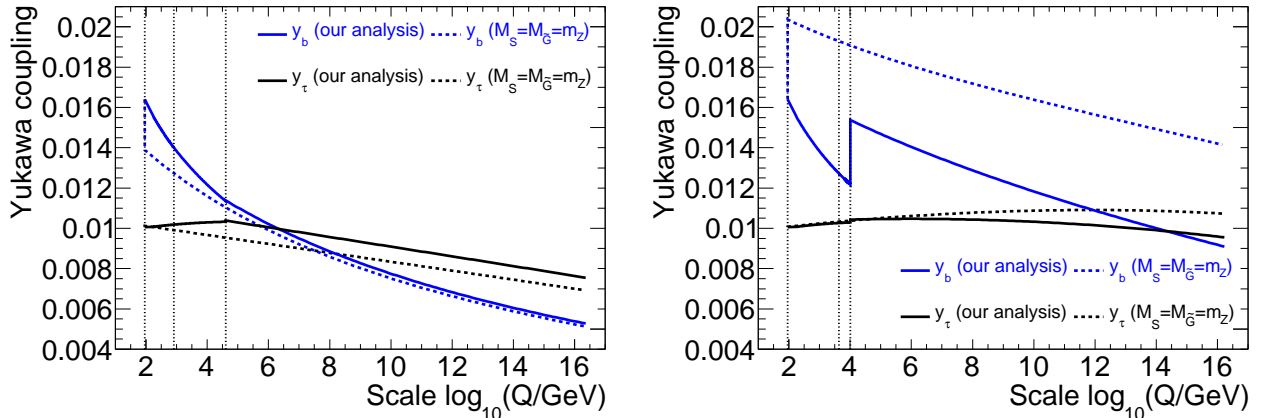 Yukawa coupling
0.02
0.018
0.016
0.014
0.012
0.01
0.008
0.006
0.004
y_b (our analysis) y_b (M_S=M_G̃=m_Z)
y_τ (our analysis) y_τ (M_S=M_G̃=m_Z)
2 4 6 8 10 12 14 16
Scale log_10(Q/GeV)
Yukawa coupling
0.02
0.018
0.016
0.014
0.012
0.01
0.008
0.006
0.004
y_b (our analysis) y_b (M_S=M_G̃=m_Z)
y_τ (our analysis) y_τ (M_S=M_G̃=m_Z)
2 4 6 8 10 12 14 16
Scale log_10(Q/GeV)